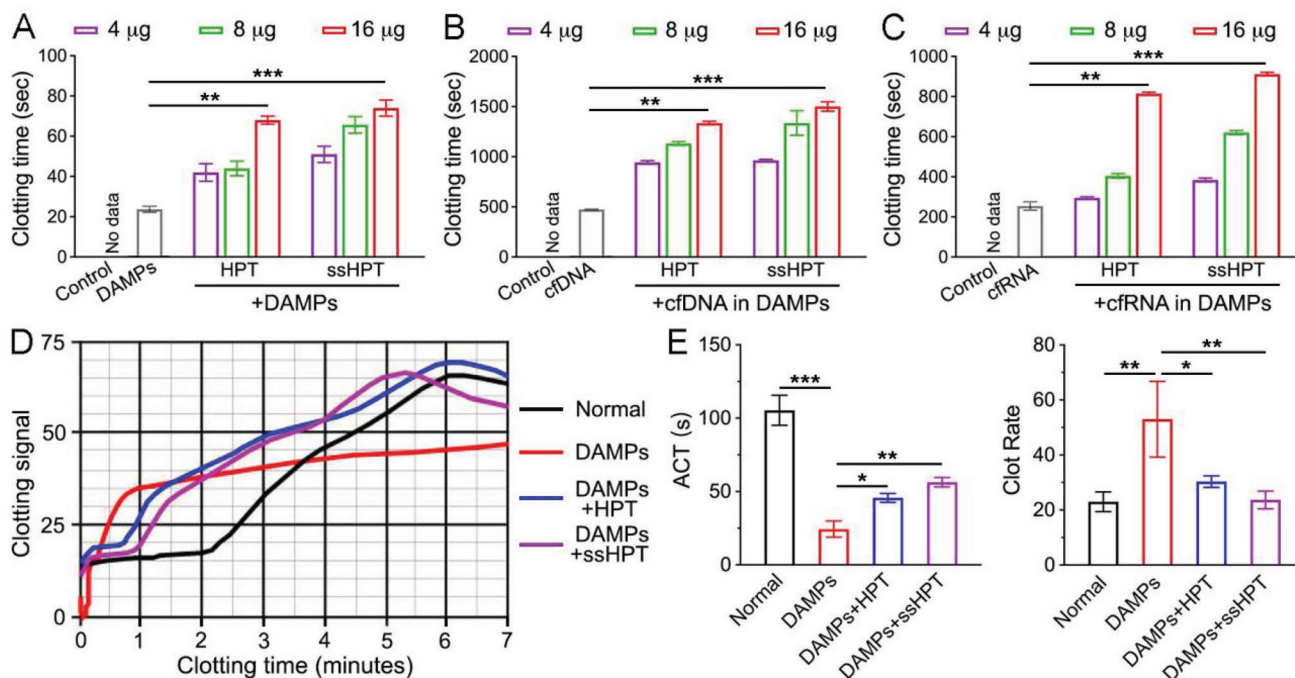 A
4 μg 8 μg 16 μg
Clotting time (sec)
100
80
60
40
20
0
***
**
No data
Control
DAMPs
HPT
ssHPT
+DAMPs
B
4 μg 8 μg 16 μg
Clotting time (sec)
2000
1500
1000
500
0
***
**
No data
Control
cfDNA
HPT
ssHPT
+cfDNA in DAMPs
C
4 μg 8 μg 16 μg
Clotting time (sec)
1000
800
600
400
200
0
***
**
No data
Control
cfRNA
HPT
ssHPT
+cfRNA in DAMPs
D
Clotting signal
75
50
25
0
0 1 2 3 4 5 6 7
Clotting time (minutes)
Normal
DAMPs
DAMPs
+HPT
DAMPs
+ssHPT
E
ACT (s)
150
100
50
0
***
**
*
Normal
DAMPs
DAMPs+HPT
DAMPs+ssHPT
Clot Rate
80
60
40
20
0
**
**
*
Normal
DAMPs
DAMPs+HPT
DAMPs+ssHPT